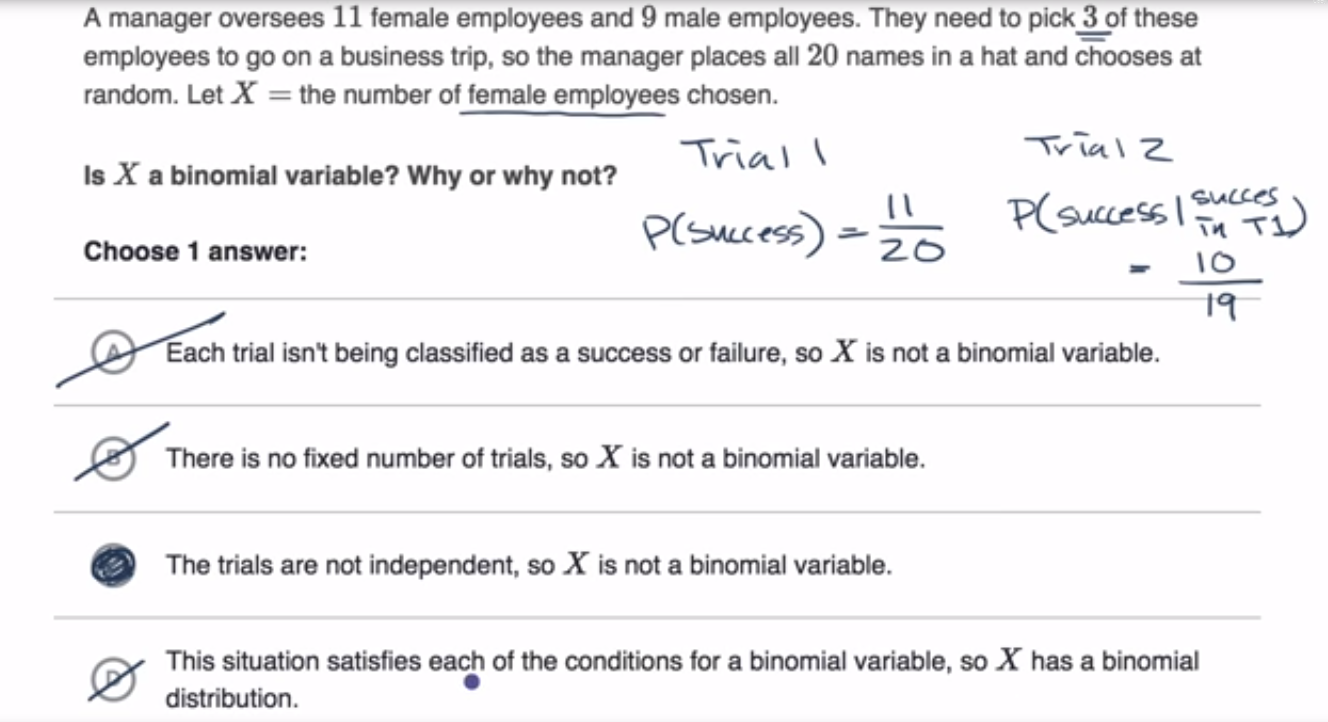 A manager oversees 11 female employees and 9 male employees. They need to pick 3 of these
employees to go on a business trip, so the manager places all 20 names in a hat and chooses at
random. Let X = the number of female employees chosen.
Is X a binomial variable? Why or why not?
Trial 1
Trial 2
P(success) = 11/20
P(success | succes in T1)
= 10/19
Choose 1 answer:
A Each trial isn't being classified as a success or failure, so X is not a binomial variable.
B There is no fixed number of trials, so X is not a binomial variable.
The trials are not independent, so X is not a binomial variable.
D This situation satisfies each of the conditions for a binomial variable, so X has a binomial
distribution.